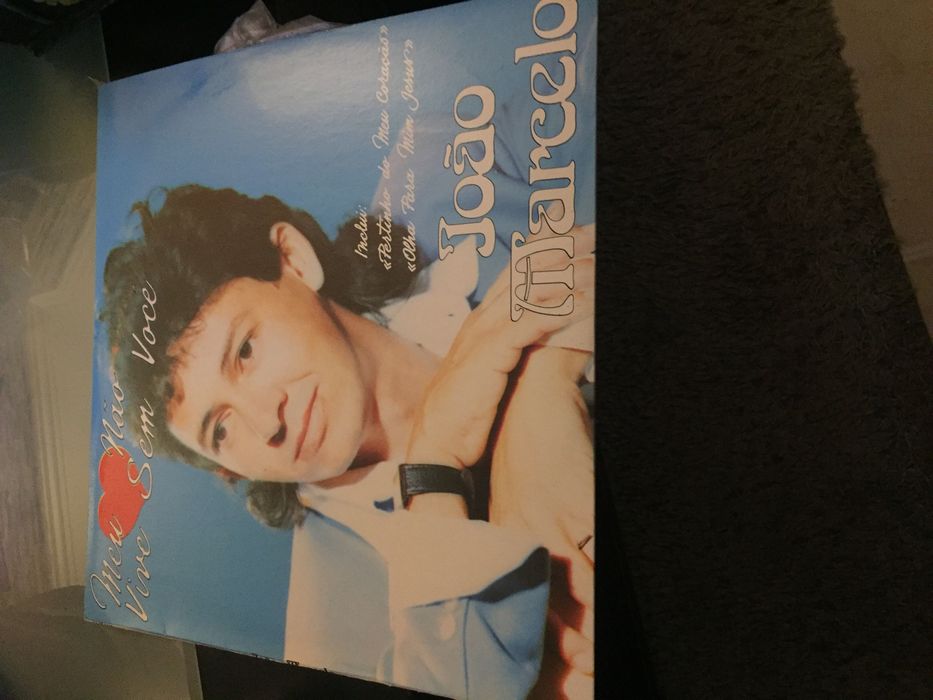 Meu Não
Vive Sem Você
Inclui:
«Pertinho do Meu Coração»
«Olha Para Mim Jesus»
João
Marcelo